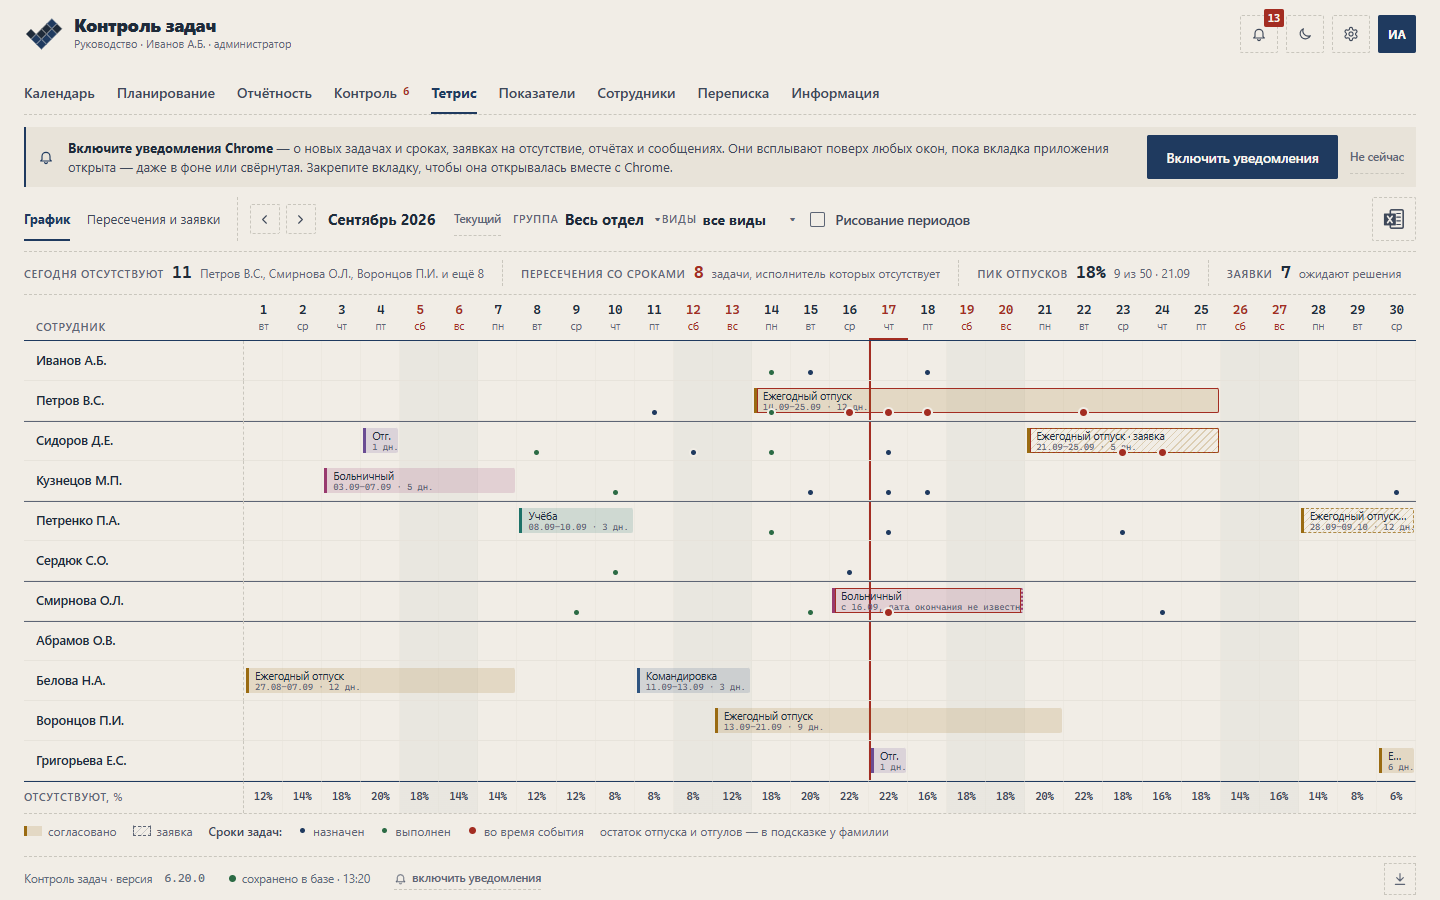 Контроль задач
Руководство · Иванов А.Б. · администратор
13
ИА
Календарь Планирование Отчётность Контроль 6 Тетрис Показатели Сотрудники Переписка Информация
Включите уведомления Chrome — о новых задачах и сроках, заявках на отсутствие, отчётах и сообщениях. Они всплывают поверх любых окон, пока вкладка приложения
открыта — даже в фоне или свёрнутая. Закрепите вкладку, чтобы она открывалась вместе с Chrome.
Включить уведомления
Не сейчас
График Пересечения и заявки Сентябрь 2026 Текущий ГРУППА Весь отдел ВИДЫ все виды Рисование периодов
СЕГОДНЯ ОТСУТСТВУЮТ 11 Петров В.С., Смирнова О.Л., Воронцов П.И. и ещё 8 ПЕРЕСЕЧЕНИЯ СО СРОКАМИ 8 задачи, исполнитель которых отсутствует ПИК ОТПУСКОВ 18% 9 из 50 · 21.09 ЗАЯВКИ 7 ожидают решения
1 2 3 4 5 6 7 8 9 10 11 12 13 14 15 16 17 18 19 20 21 22 23 24 25 26 27 28 29 30
СОТРУДНИК вт ср чт пт сб вс пн вт ср чт пт сб вс пн вт ср чт пт сб вс пн вт ср чт пт сб вс пн вт ср
Иванов А.Б.
Петров В.С.
Ежегодный отпуск
14.09–25.09 · 12 дн.
Сидоров Д.Е.
Отг.
1 дн.
Ежегодный отпуск · заявка
21.09–25.09 · 5 дн.
Кузнецов М.П.
Больничный
03.09–07.09 · 5 дн.
Петренко П.А.
Учёба
08.09–10.09 · 3 дн.
Ежегодный отпуск...
28.09–09.10 · 12 дн.
Сердюк С.О.
Смирнова О.Л.
Больничный
с 16.09, дата окончания не известн
Абрамов О.В.
Белова Н.А.
Ежегодный отпуск
27.08–07.09 · 12 дн.
Командировка
11.09–13.09 · 3 дн.
Воронцов П.И.
Ежегодный отпуск
13.09–21.09 · 9 дн.
Григорьева Е.С.
Отг.
1 дн.
Е...
6 дн.
ОТСУТСТВУЮТ, % 12% 14% 18% 20% 18% 14% 14% 12% 12% 8% 8% 8% 12% 18% 20% 22% 22% 16% 18% 18% 20% 22% 18% 16% 18% 14% 16% 14% 8% 6%
согласовано заявка Сроки задач: назначен выполнен во время события остаток отпуска и отгулов — в подсказке у фамилии
Контроль задач · версия 6.20.0 сохранено в базе · 13:20 включить уведомления